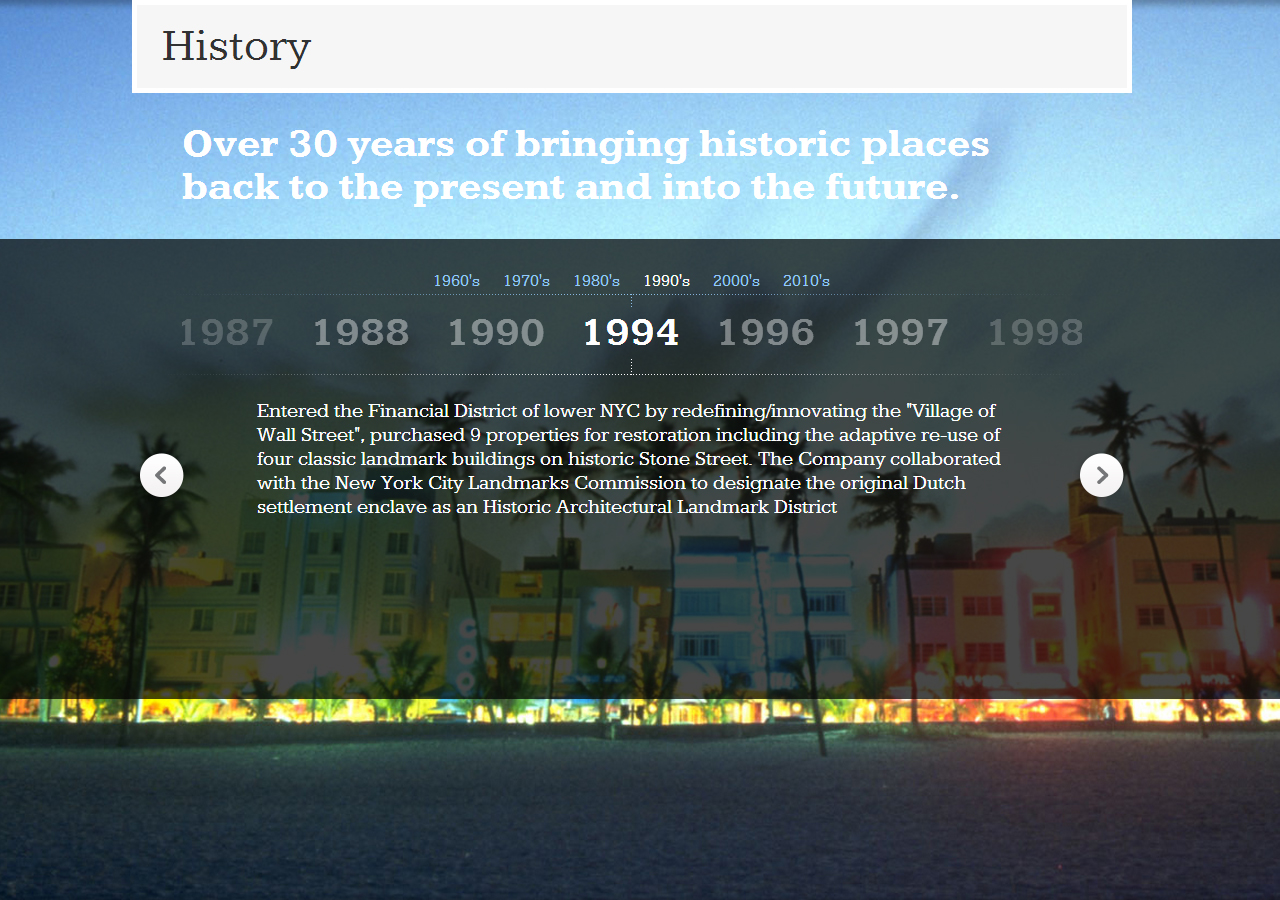 History
Over 30 years of bringing historic places
back to the present and into the future.
1960's 1970's 1980's 1990's 2000's 2010's
1987 1988 1990 1994 1996 1997 1998
Entered the Financial District of lower NYC by redefining/innovating the "Village of
Wall Street", purchased 9 properties for restoration including the adaptive re-use of
four classic landmark buildings on historic Stone Street. The Company collaborated
with the New York City Landmarks Commission to designate the original Dutch
settlement enclave as an Historic Architectural Landmark District